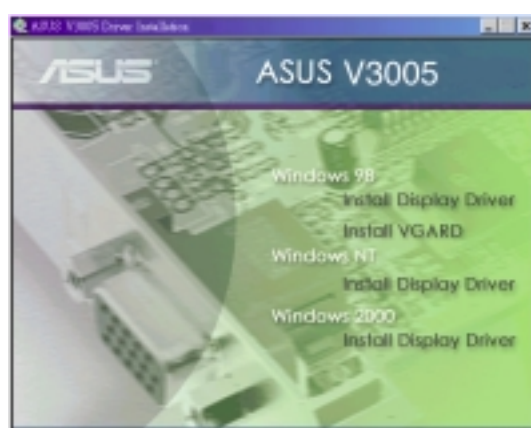 ASUS V3005 Driver Installation
ASUS ASUS V3005
Windows 98
Install Display Driver
Install VGARD
Windows NT
Install Display Driver
Windows 2000
Install Display Driver